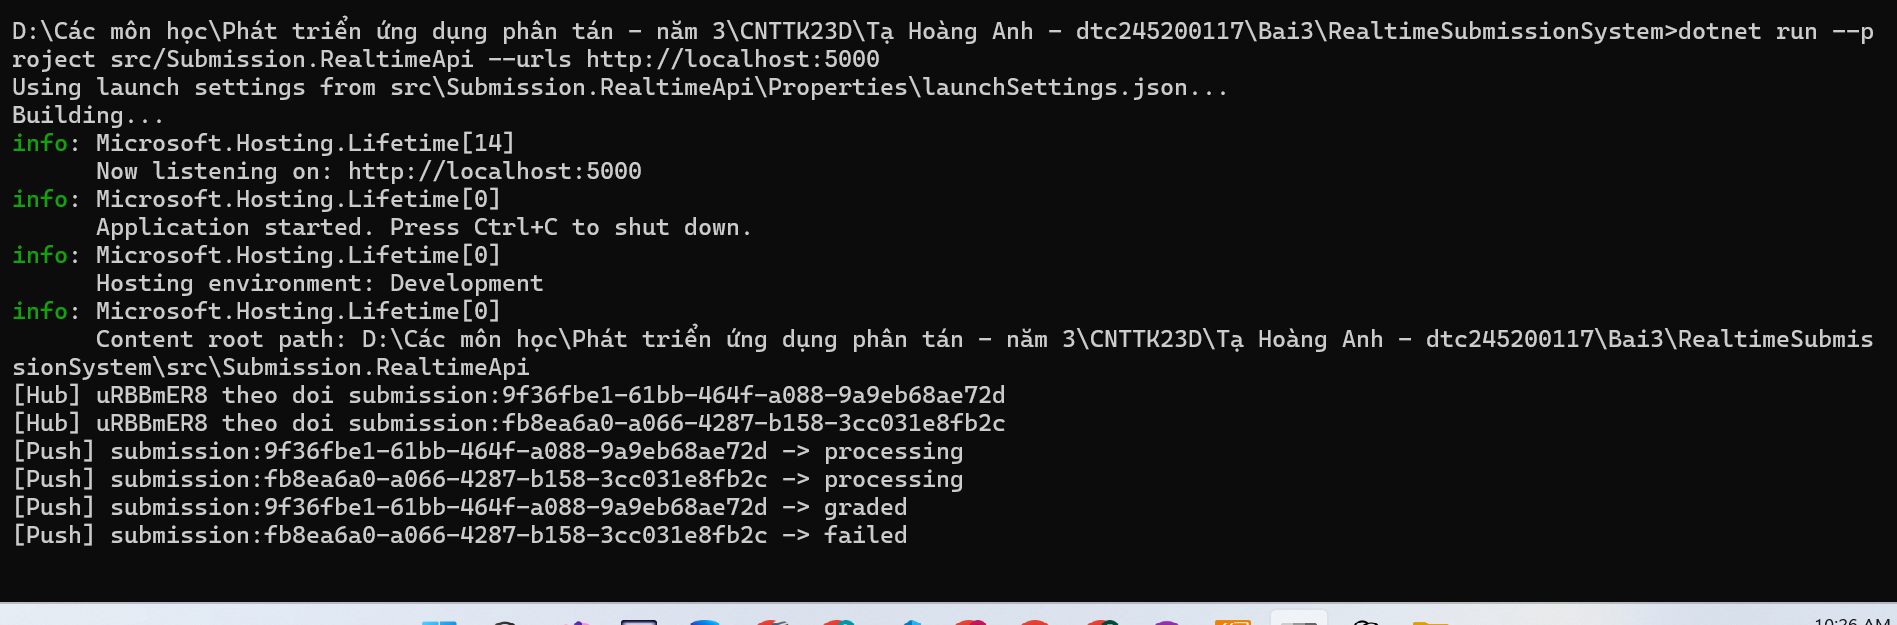 D:\Các môn học\Phát triển ứng dụng phân tán - năm 3\CNTTK23D\Tạ Hoàng Anh - dtc245200117\Bai3\RealtimeSubmissionSystem>dotnet run --p
roject src/Submission.RealtimeApi --urls http://localhost:5000
Using launch settings from src\Submission.RealtimeApi\Properties\launchSettings.json...
Building...
info: Microsoft.Hosting.Lifetime[14]
      Now listening on: http://localhost:5000
info: Microsoft.Hosting.Lifetime[0]
      Application started. Press Ctrl+C to shut down.
info: Microsoft.Hosting.Lifetime[0]
      Hosting environment: Development
info: Microsoft.Hosting.Lifetime[0]
      Content root path: D:\Các môn học\Phát triển ứng dụng phân tán - năm 3\CNTTK23D\Tạ Hoàng Anh - dtc245200117\Bai3\RealtimeSubmis
sionSystem\src\Submission.RealtimeApi
[Hub] uRBBmER8 theo doi submission:9f36fbe1-61bb-464f-a088-9a9eb68ae72d
[Hub] uRBBmER8 theo doi submission:fb8ea6a0-a066-4287-b158-3cc031e8fb2c
[Push] submission:9f36fbe1-61bb-464f-a088-9a9eb68ae72d -> processing
[Push] submission:fb8ea6a0-a066-4287-b158-3cc031e8fb2c -> processing
[Push] submission:9f36fbe1-61bb-464f-a088-9a9eb68ae72d -> graded
[Push] submission:fb8ea6a0-a066-4287-b158-3cc031e8fb2c -> failed
10:26 AM